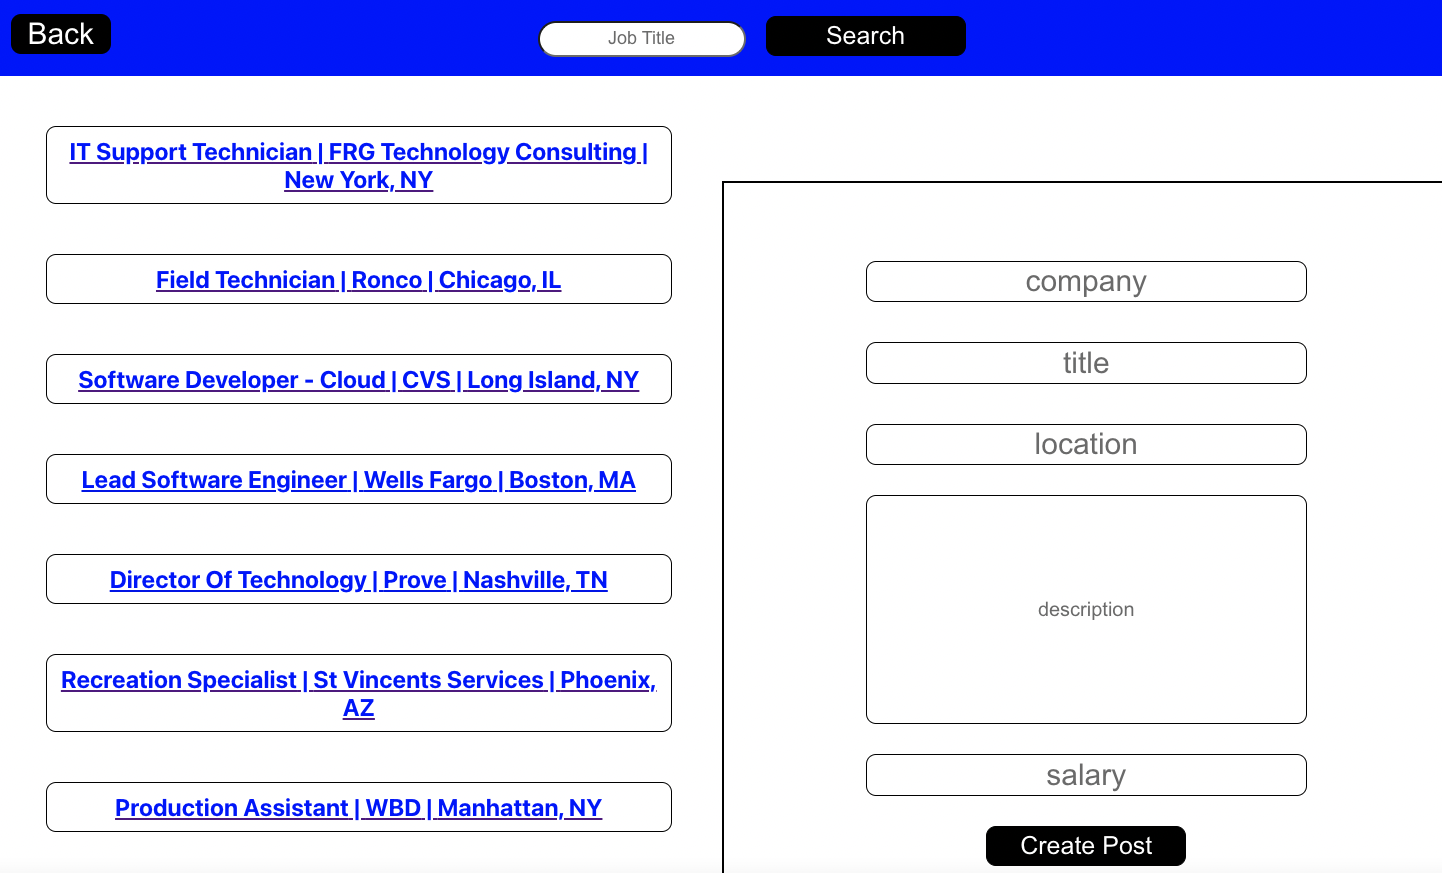 Back
Job Title
Search
IT Support Technician | FRG Technology Consulting |
New York, NY
Field Technician | Ronco | Chicago, IL
Software Developer - Cloud | CVS | Long Island, NY
Lead Software Engineer | Wells Fargo | Boston, MA
Director Of Technology | Prove | Nashville, TN
Recreation Specialist | St Vincents Services | Phoenix,
AZ
Production Assistant | WBD | Manhattan, NY
company
title
location
description
salary
Create Post